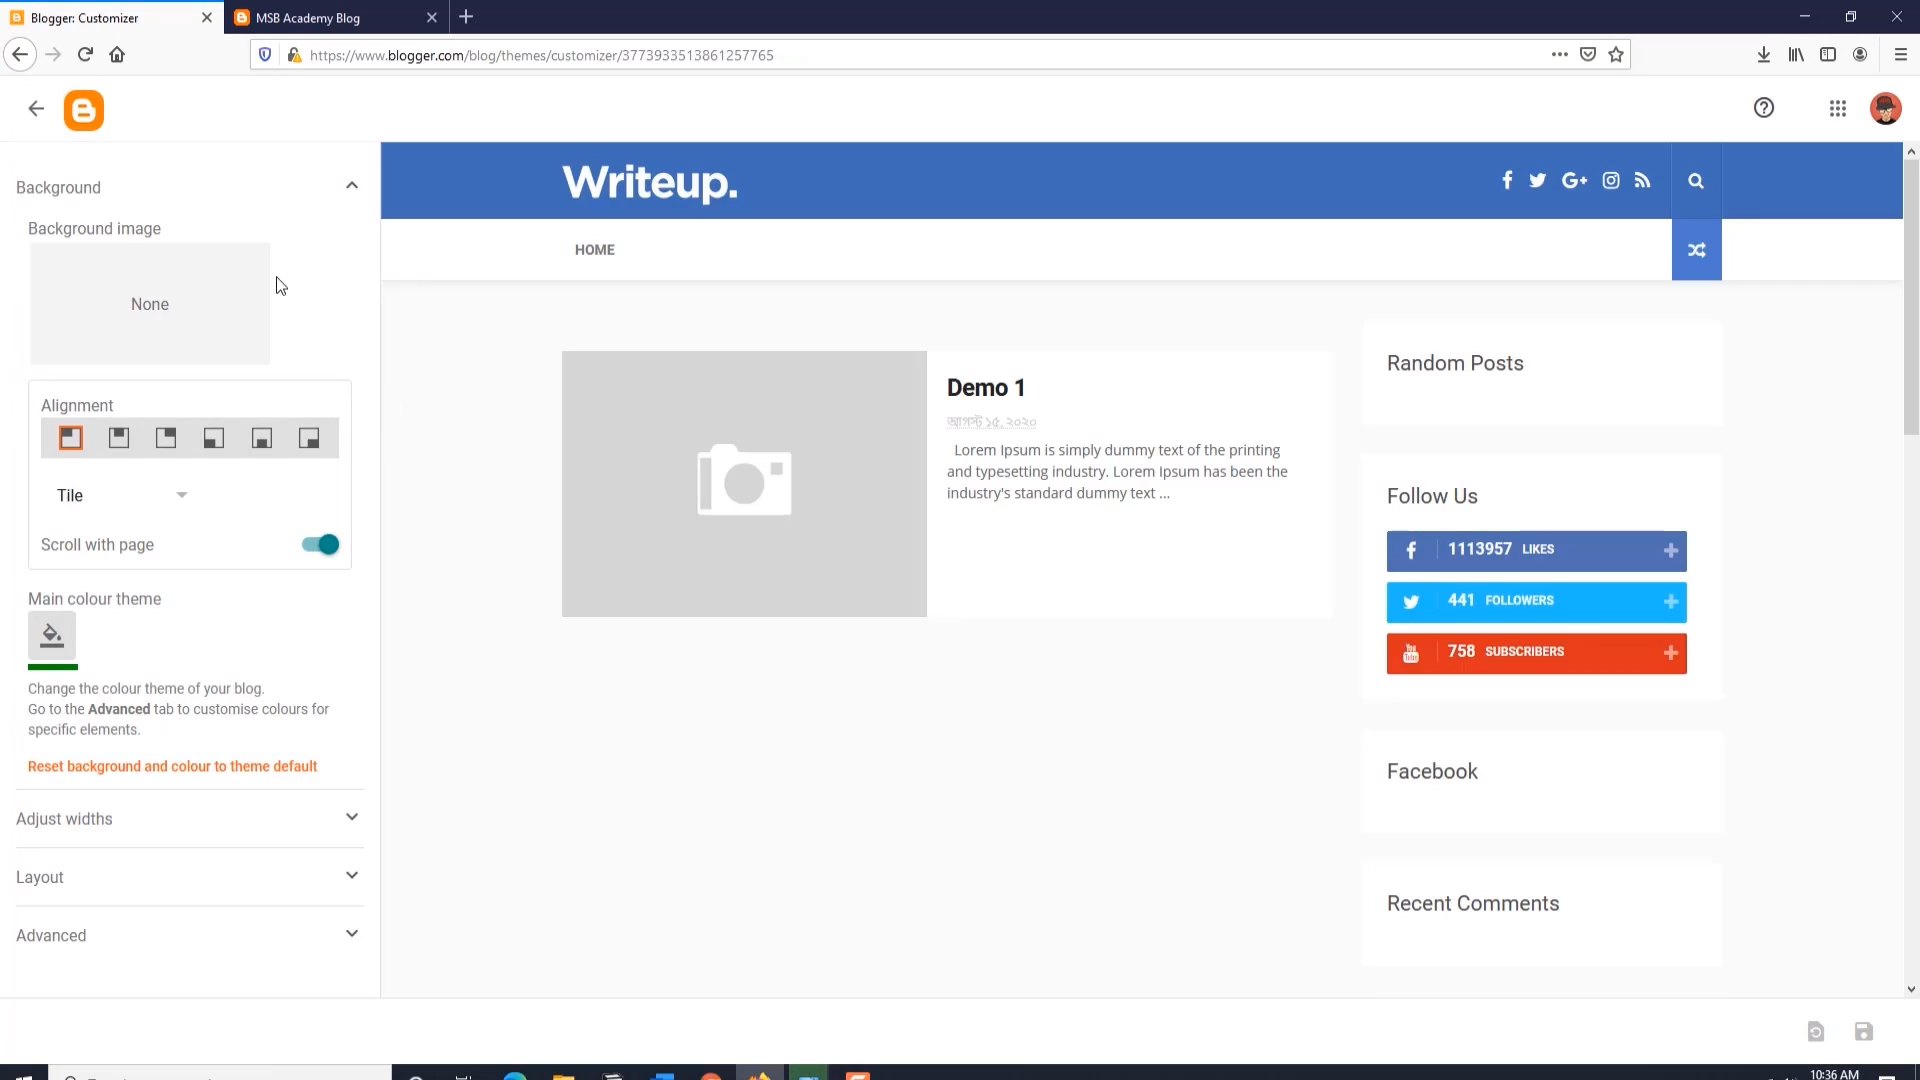 Blogger: Customizer
MSB Academy Blog
https://www.blogger.com/blog/themes/customizer/3773933513861257765
Background
Background image
None
Alignment
Tile
Scroll with page
Main colour theme
Change the colour theme of your blog.
Go to the Advanced tab to customise colours for
specific elements.
Reset background and colour to theme default
Adjust widths
Layout
Advanced
Writeup.
HOME
Demo 1
আগস্ট ১৫, ২০২০
Lorem Ipsum is simply dummy text of the printing
and typesetting industry. Lorem Ipsum has been the
industry's standard dummy text ...
Random Posts
Follow Us
1113957 LIKES
441 FOLLOWERS
758 SUBSCRIBERS
Facebook
Recent Comments
10:36 AM